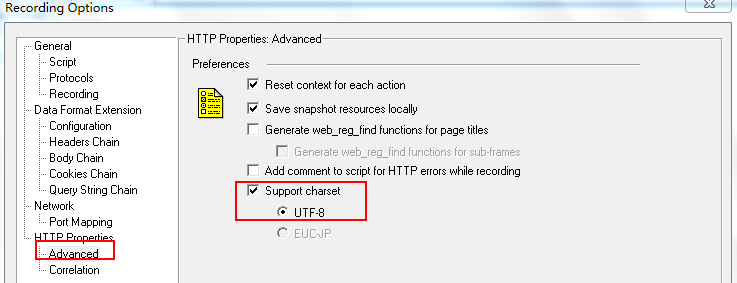 Recording Options
General
Script
Protocols
Recording
Data Format Extension
Configuration
Headers Chain
Body Chain
Cookies Chain
Query String Chain
Network
Port Mapping
HTTP Properties
Advanced
Correlation
HTTP Properties: Advanced
Preferences
Reset context for each action
Save snapshot resources locally
Generate web_reg_find functions for page titles
Generate web_reg_find functions for sub-frames
Add comment to script for HTTP errors while recording
Support charset
UTF-8
EUC-JP